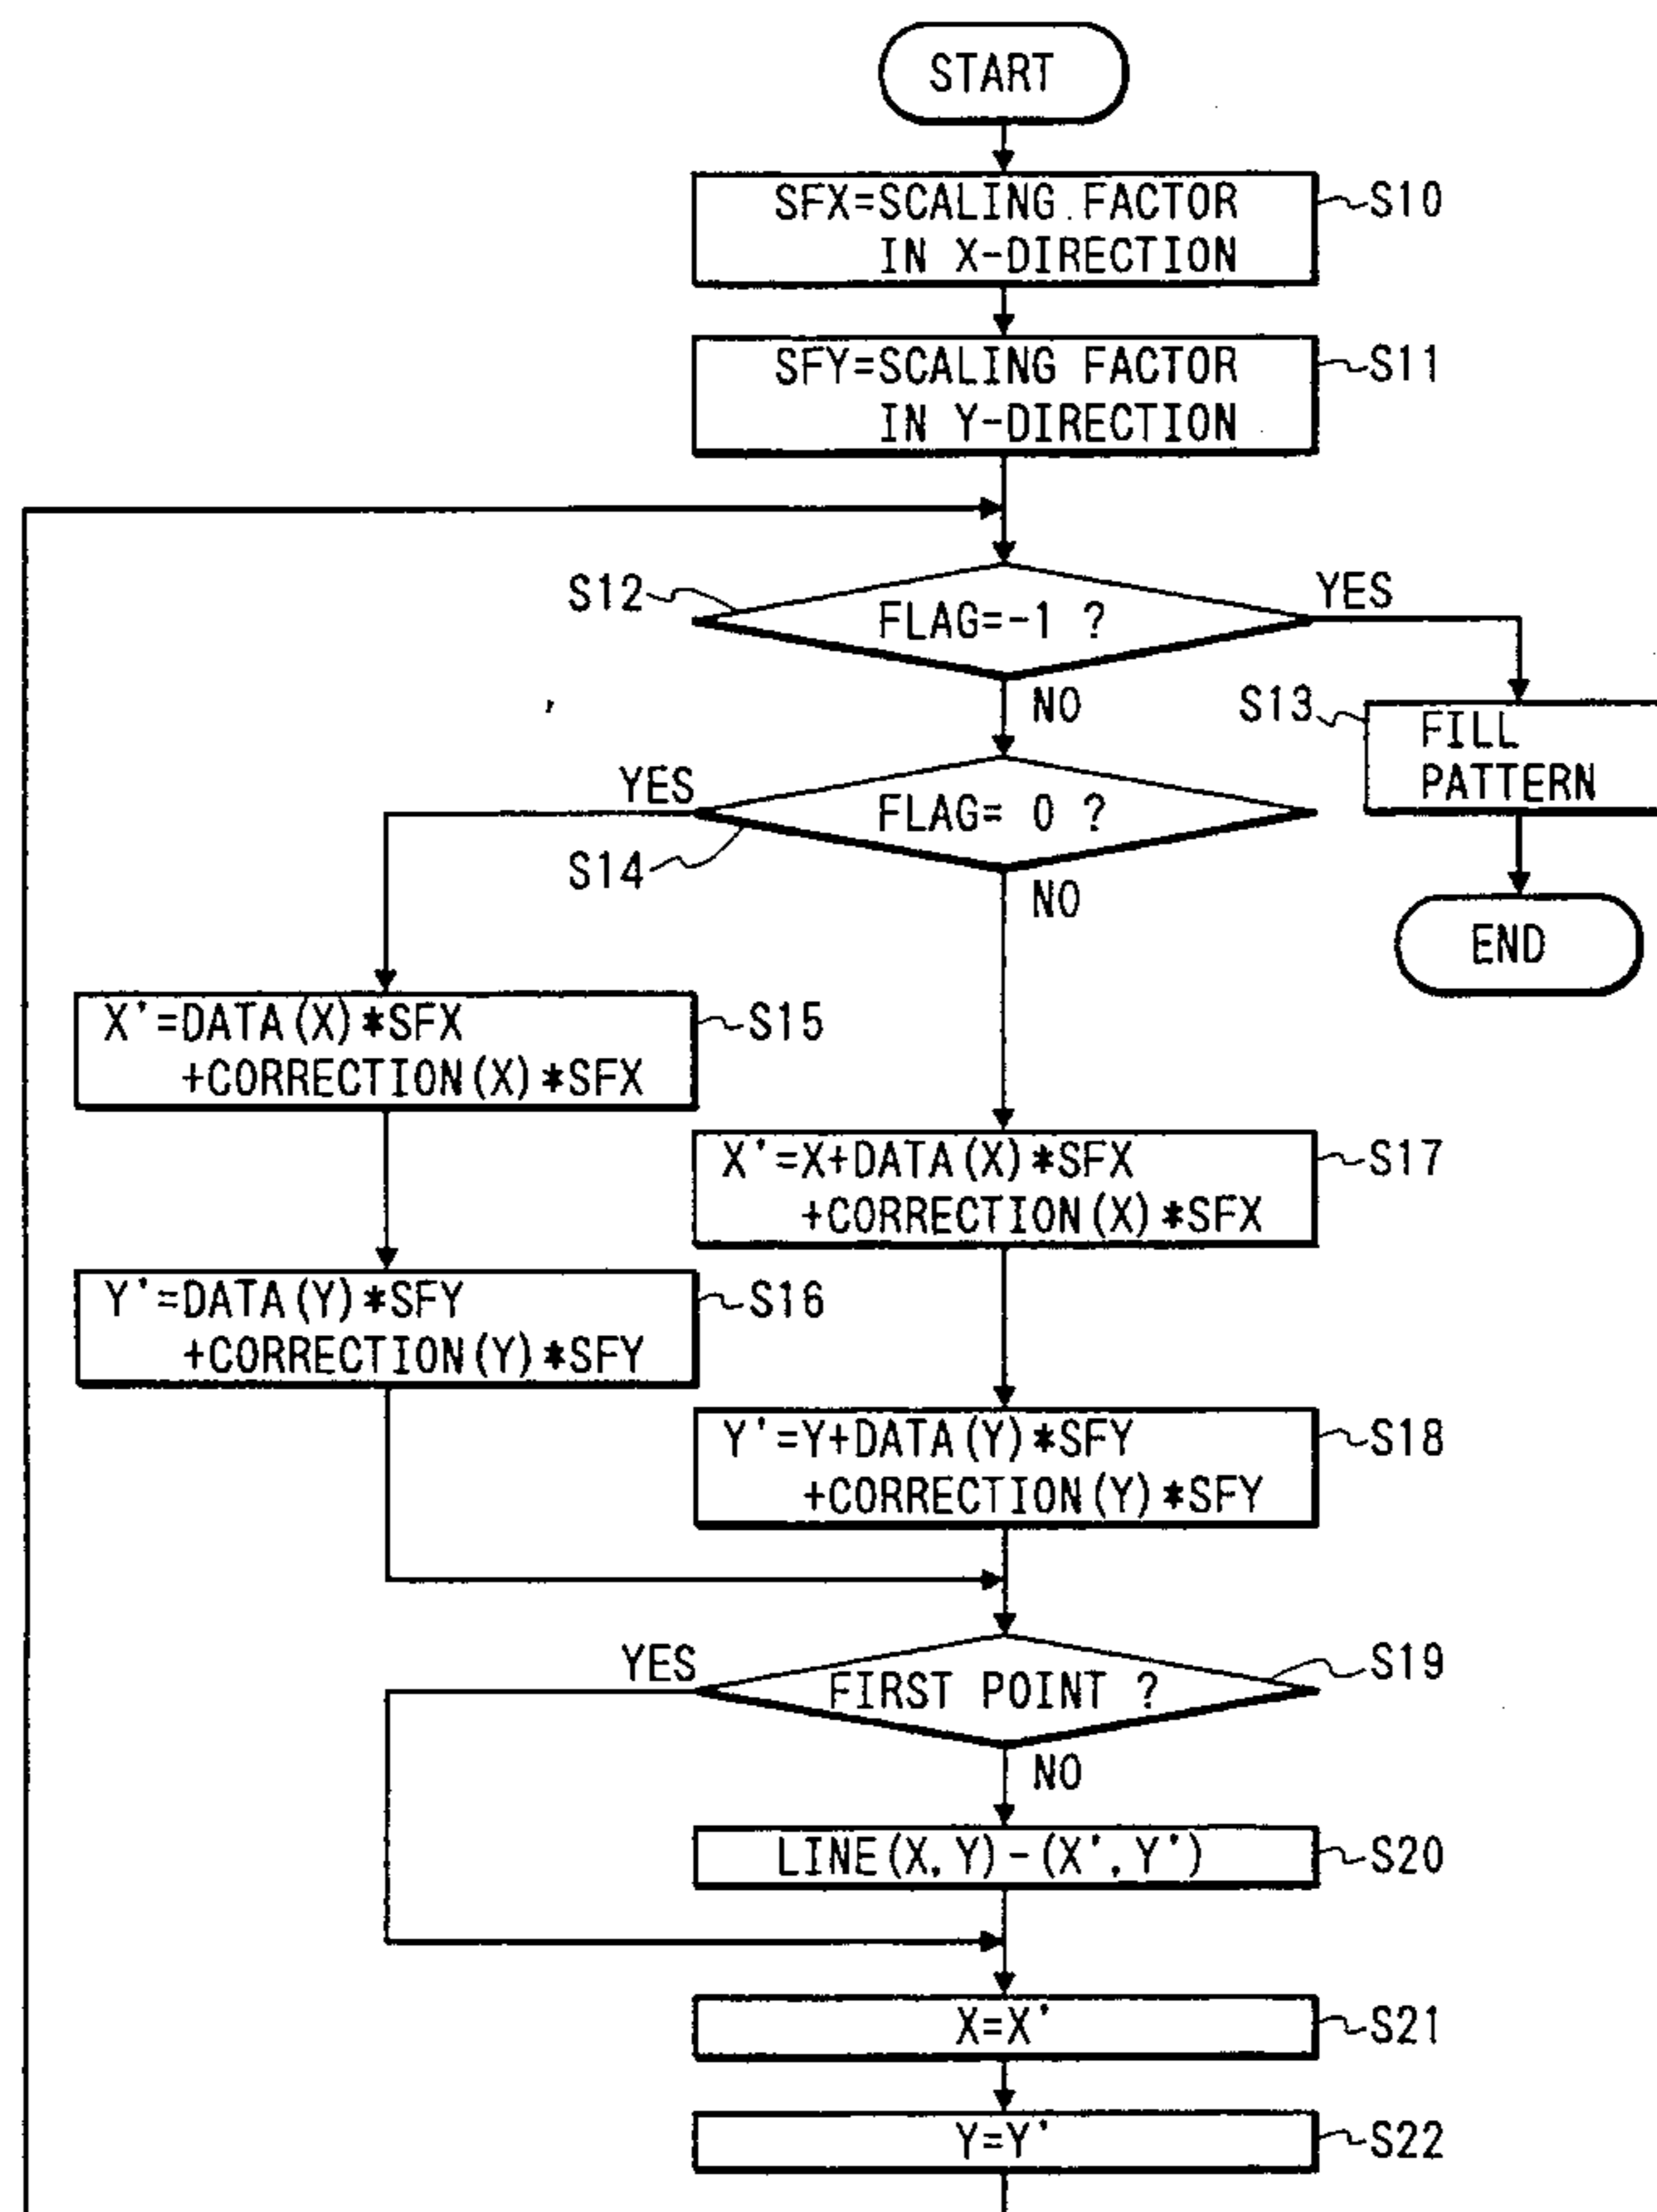 START
SFX=SCALING FACTOR
IN X-DIRECTION
S10
SFY=SCALING FACTOR
IN Y-DIRECTION
S11
S12
FLAG=-1 ?
YES
NO
S13
FILL
PATTERN
YES
FLAG= 0 ?
S14
NO
END
X'=DATA(X)*SFX
+CORRECTION(X)*SFX
S15
X'=X+DATA(X)*SFX
+CORRECTION(X)*SFX
S17
Y'=DATA(Y)*SFY
+CORRECTION(Y)*SFY
S16
Y'=Y+DATA(Y)*SFY
+CORRECTION(Y)*SFY
S18
YES
FIRST POINT ?
S19
NO
LINE(X,Y)-(X',Y')
S20
X=X'
S21
Y=Y'
S22